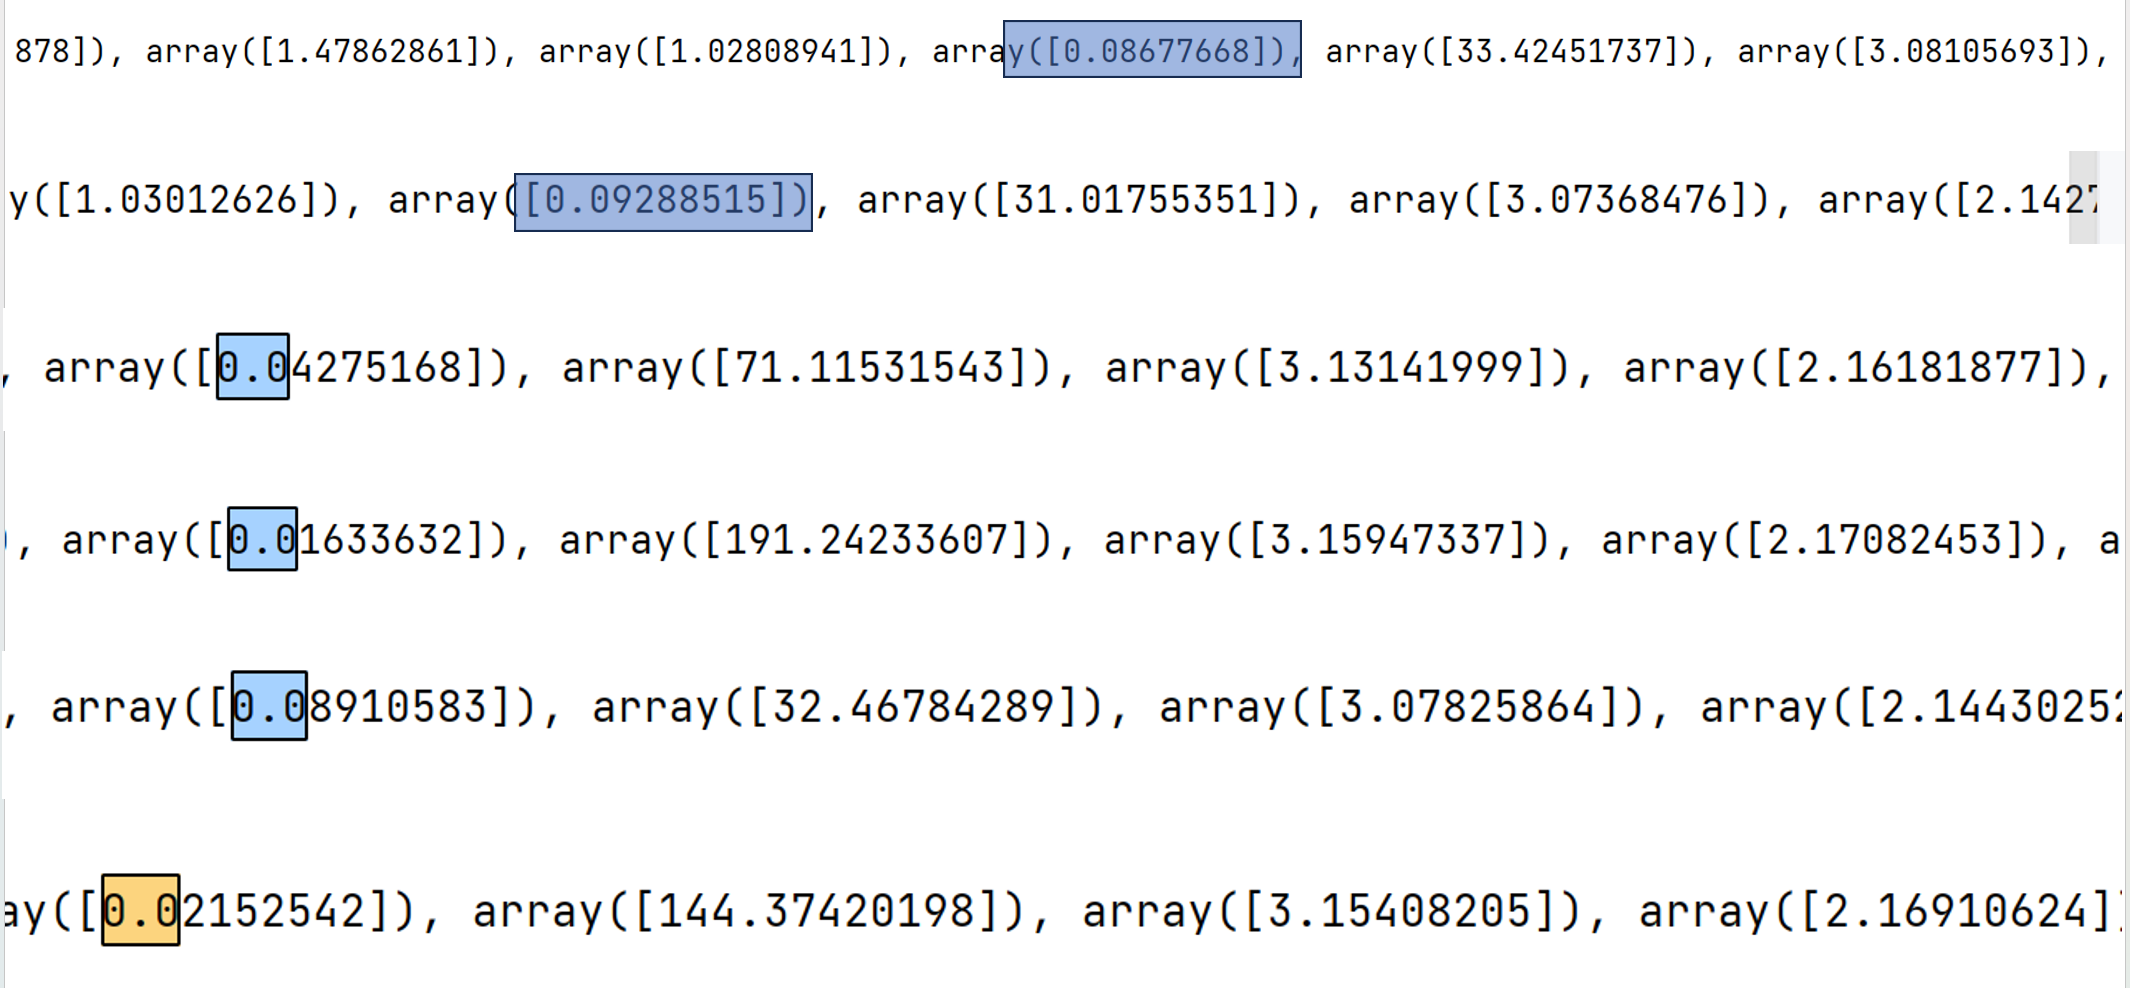 878]), array([1.47862861]), array([1.02808941]), array([0.08677668]), array([33.42451737]), array([3.08105693]),
y([1.03012626]), array([0.09288515]), array([31.01755351]), array([3.07368476]), array([2.1427
, array([0.04275168]), array([71.11531543]), array([3.13141999]), array([2.16181877]),
), array([0.01633632]), array([191.24233607]), array([3.15947337]), array([2.17082453]), a
, array([0.08910583]), array([32.46784289]), array([3.07825864]), array([2.14430252
ay([0.02152542]), array([144.37420198]), array([3.15408205]), array([2.16910624]